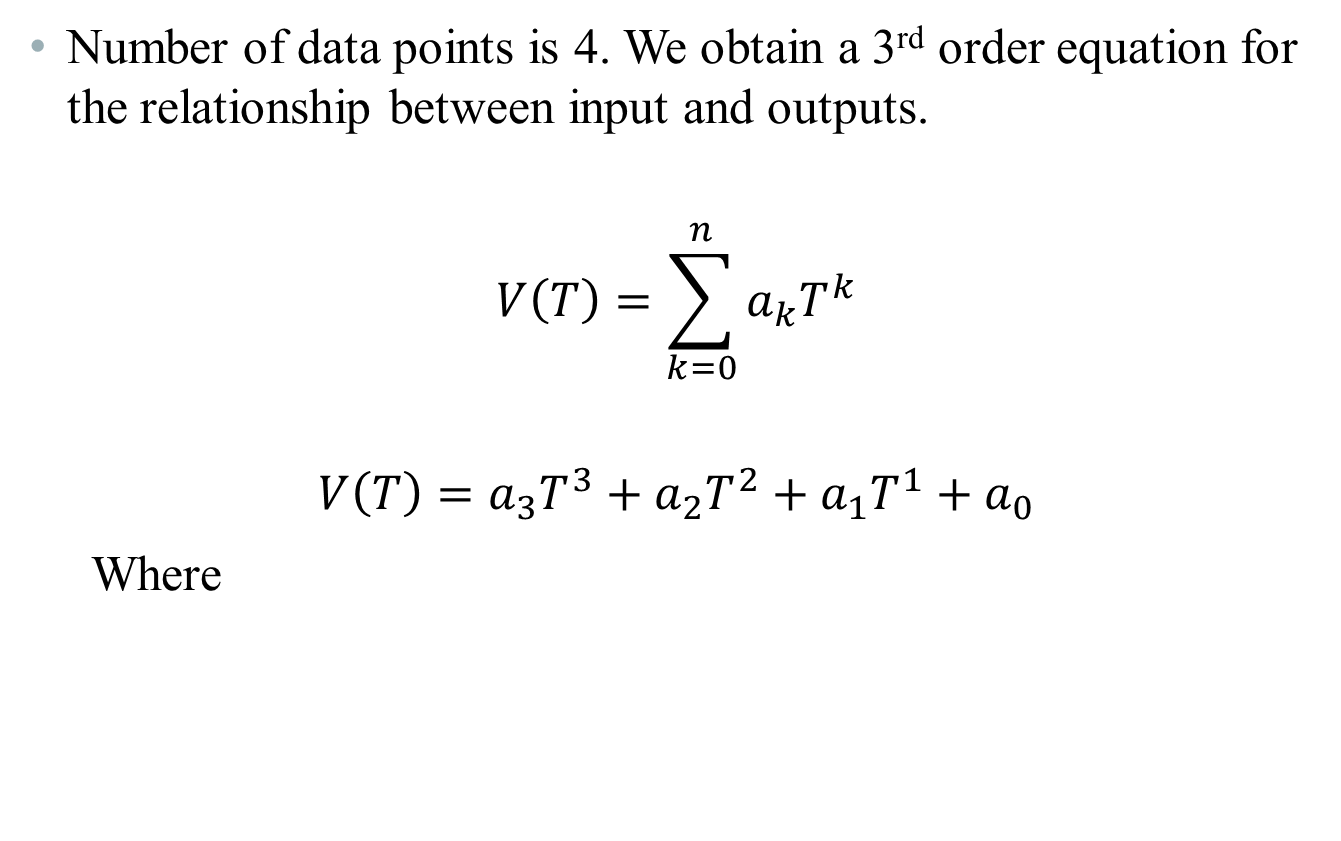 • Number of data points is 4. We obtain a 3rd order equation for
the relationship between input and outputs.
V(T) = ∑_{k=0}^{n} a_k T^k
V(T) = a_3T^3 + a_2T^2 + a_1T^1 + a_0
Where